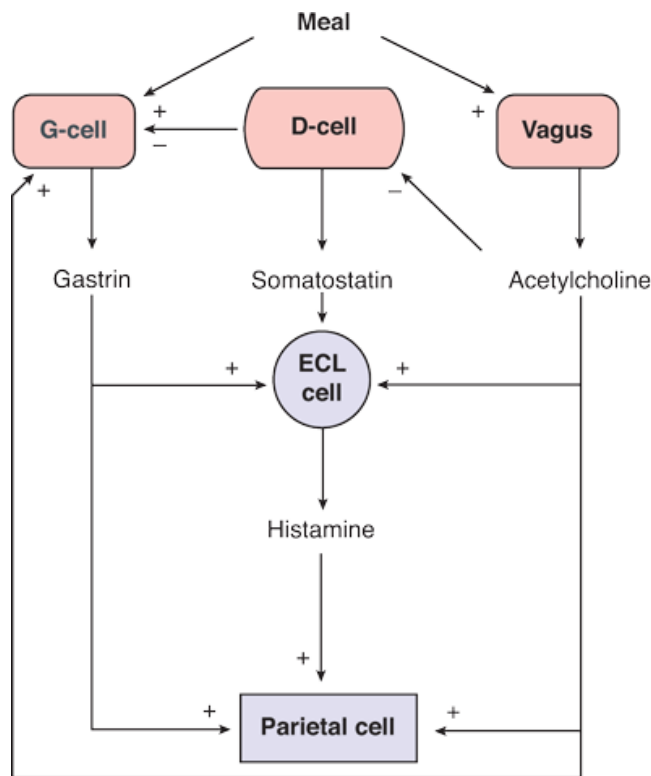 Meal
+
+
G-cell
D-cell
Vagus
–
+
–
Gastrin
Somatostatin
Acetylcholine
+
ECL
cell
+
Histamine
+
+
Parietal cell
+